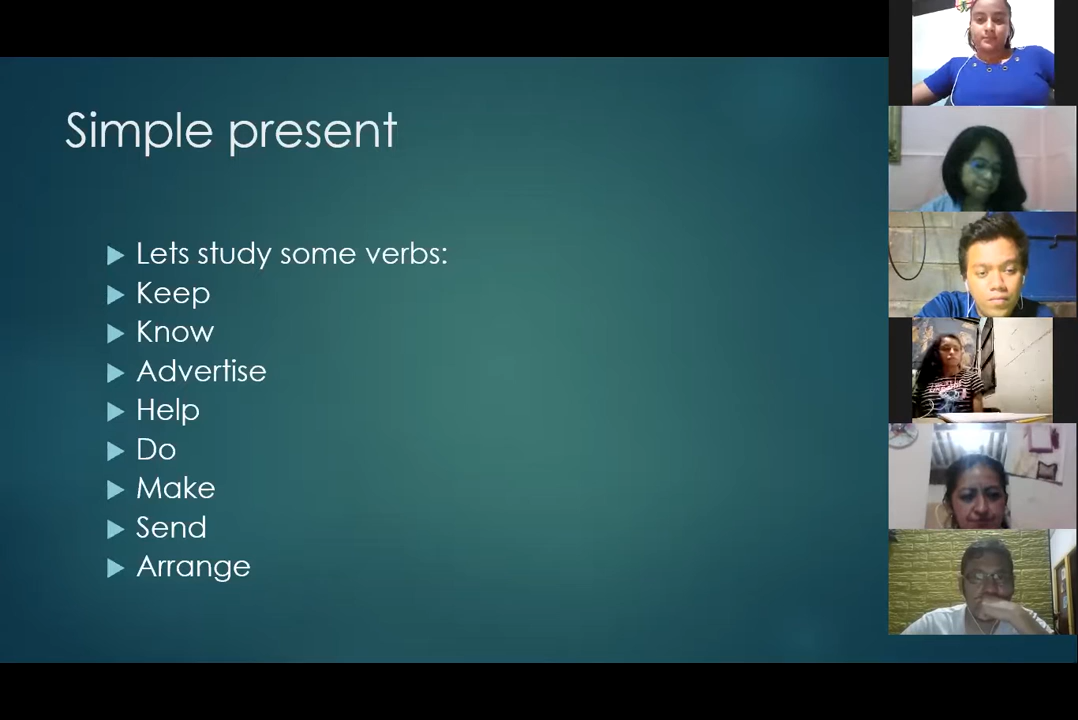 Simple present
Lets study some verbs:
Keep
Know
Advertise
Help
Do
Make
Send
Arrange